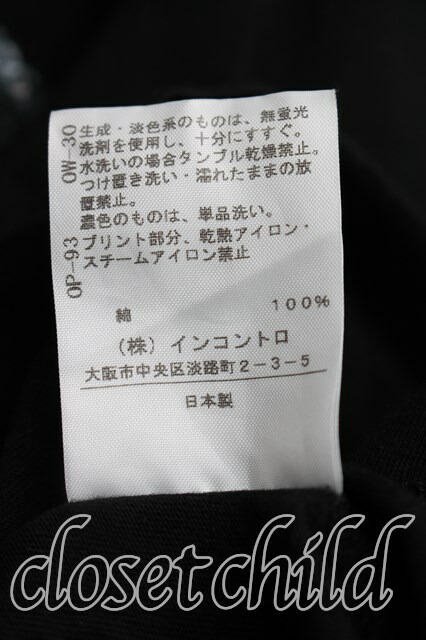 OW-30
生成・淡色系のものは、無蛍光
洗剤を使用し、十分にすすぐ。
水洗いの場合タンブル乾燥禁止。
つけ置き洗い・濡れたままの放
置禁止。
濃色のものは、単品洗い。
OP-93
プリント部分、乾熱アイロン・
スチームアイロン禁止
綿 100%
（株）インコントロ
大阪市中央区淡路町2-3-5
日本製
closetchild